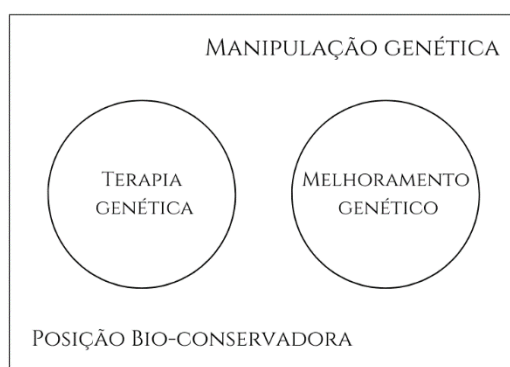 Manipulação genética
Terapia
genética
Melhoramento
genético
Posição Bio-conservadora